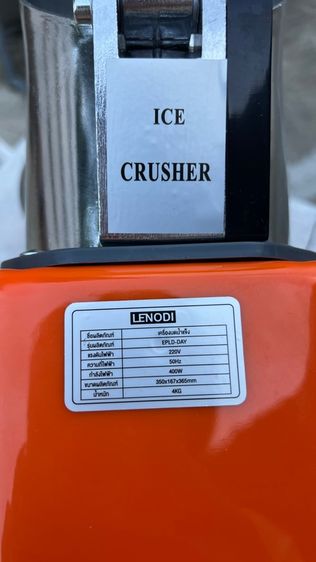 ICE
CRUSHER
LENODI
ชื่อผลิตภัณฑ์ เครื่องบดน้ำแข็ง
รุ่นผลิตภัณฑ์ EPLD-DAY
แรงดันไฟฟ้า 220V
ความถี่ไฟฟ้า 50Hz
กำลังไฟฟ้า 400W
ขนาดผลิตภัณฑ์ 350x167x365mm
น้ำหนัก 4KG